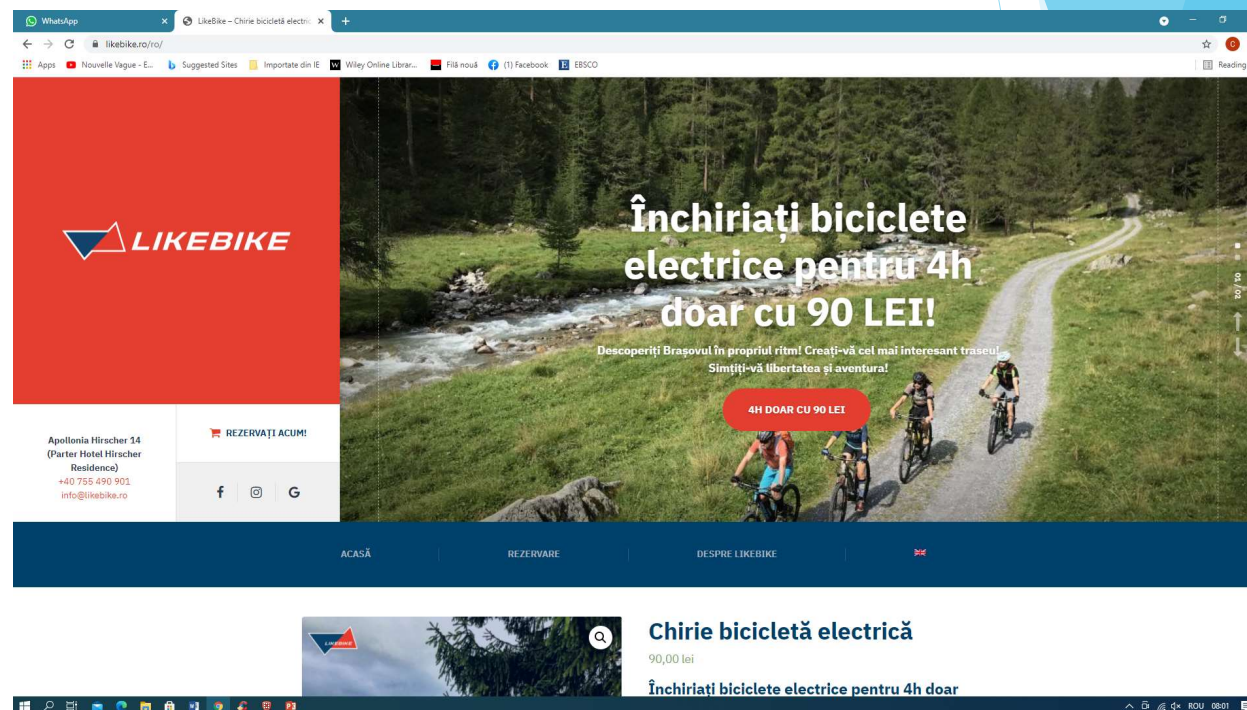 WhatsApp
LikeBike – Chirie bicicletă electric
likebike.ro/ro/
Apps
Nouvelle Vague - E...
Suggested Sites
Importate din IE
Wiley Online Librar...
Filă nouă
(1) Facebook
EBSCO
Reading
LIKEBIKE
Închiriați biciclete
electrice pentru 4h
doar cu 90 LEI!
Descoperiți Brașovul în propriul ritm! Creați-vă cel mai interesant traseu!
Simțiți-vă libertatea și aventura!
4H DOAR CU 90 LEI
01 / 02
Apollonia Hirscher 14
(Parter Hotel Hirscher
Residence)
+40 755 490 901
info@likebike.ro
REZERVAȚI ACUM!
ACASĂ
REZERVARE
DESPRE LIKEBIKE
LIKEBIKE
Chirie bicicletă electrică
90,00 lei
Închiriați biciclete electrice pentru 4h doar
ROU
08:01